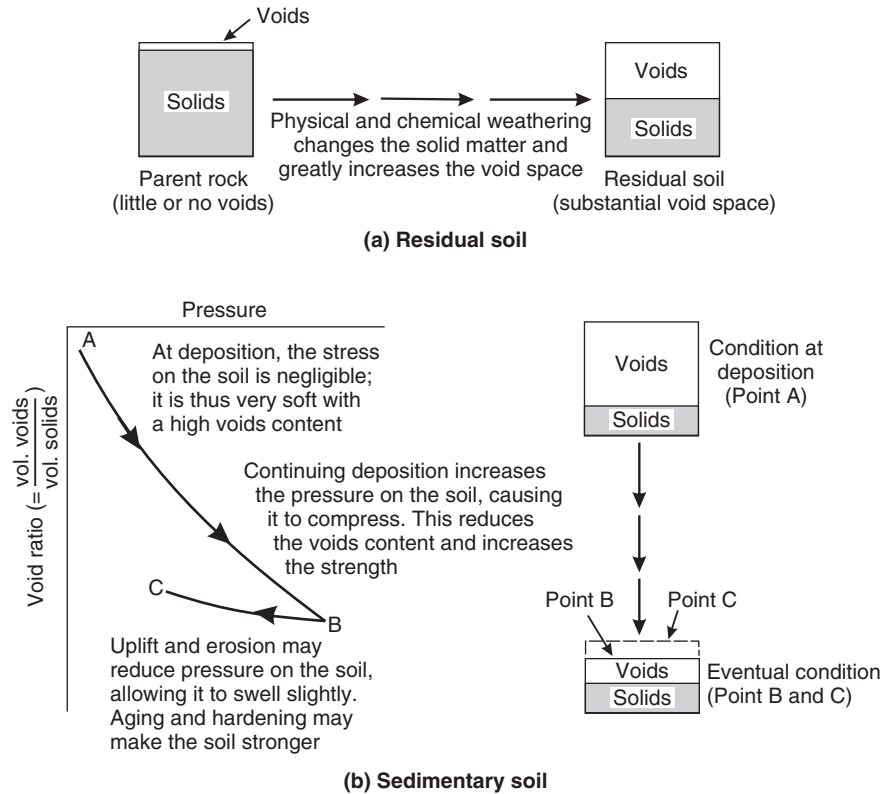 Voids
Solids
Physical and chemical weathering
changes the solid matter and
greatly increases the void space
Voids
Solids
Parent rock
(little or no voids)
Residual soil
(substantial void space)
(a) Residual soil
Pressure
Void ratio (= vol. voids / vol. solids)
A
At deposition, the stress
on the soil is negligible;
it is thus very soft with
a high voids content
Continuing deposition increases
the pressure on the soil, causing
it to compress. This reduces
the voids content and increases
the strength
C
B
Uplift and erosion may
reduce pressure on the soil,
allowing it to swell slightly.
Aging and hardening may
make the soil stronger
Voids
Solids
Condition at
deposition
(Point A)
Point B
Point C
Voids
Solids
Eventual condition
(Point B and C)
(b) Sedimentary soil